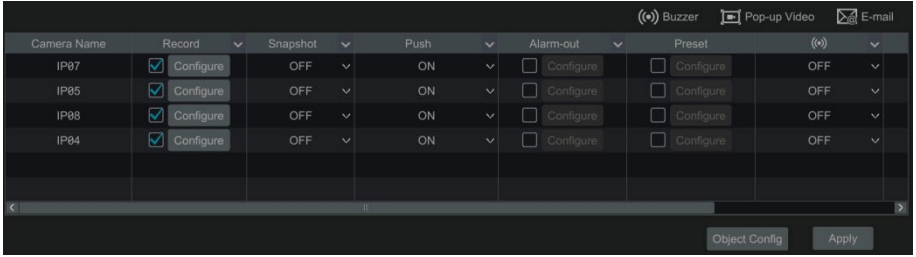 Buzzer Pop-up Video E-mail
Camera Name Record Snapshot Push Alarm-out Preset
IP07 Configure OFF ON Configure Configure OFF
IP05 Configure OFF ON Configure Configure OFF
IP08 Configure OFF ON Configure Configure OFF
IP04 Configure OFF ON Configure Configure OFF
Object Config Apply